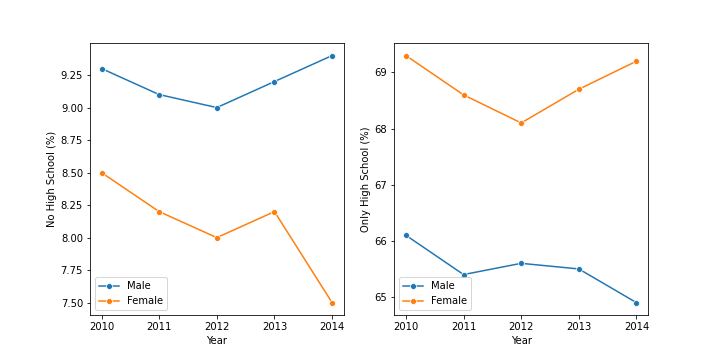 No High School (%)
9.25
9.00
8.75
8.50
8.25
8.00
7.75
7.50
Male
Female
2010 2011 2012 2013 2014
Year
Only High School (%)
69
68
67
66
65
Male
Female
2010 2011 2012 2013 2014
Year